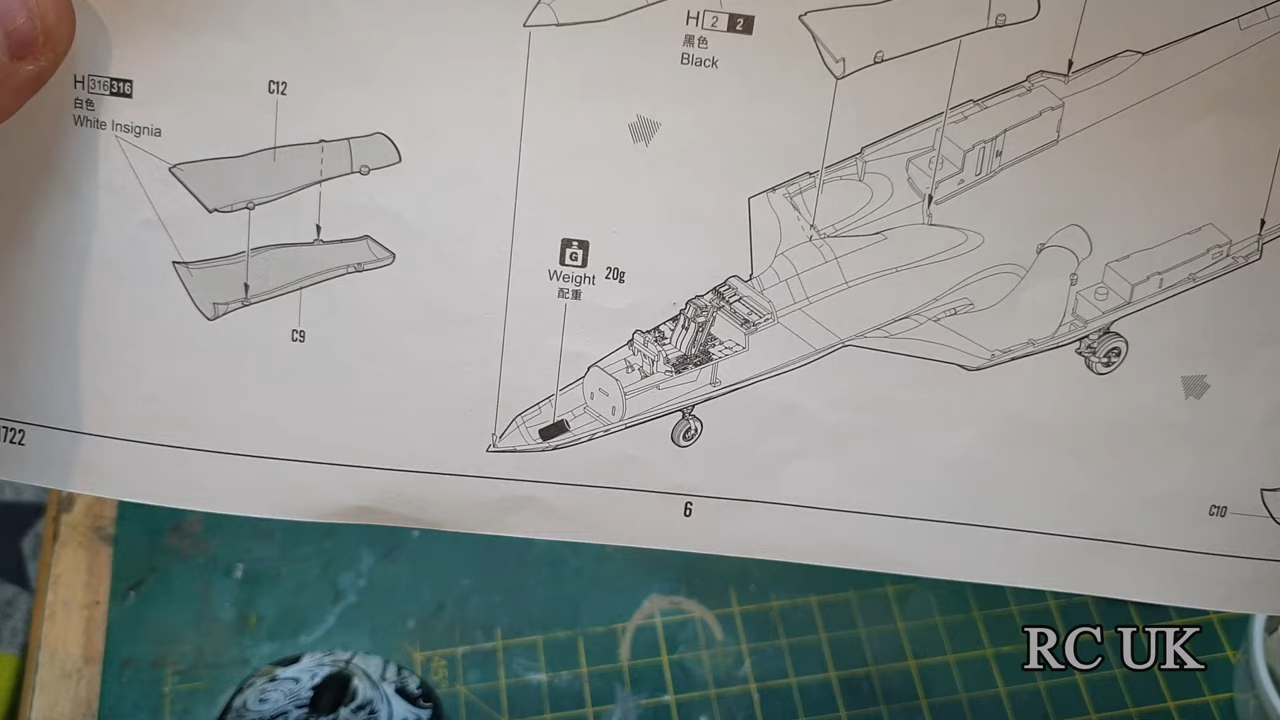 H 2 2
黑色
Black
H 316 316
白色
White Insignia
C12
G
Weight 20g
配重
C9
1722
6
C10
RC UK